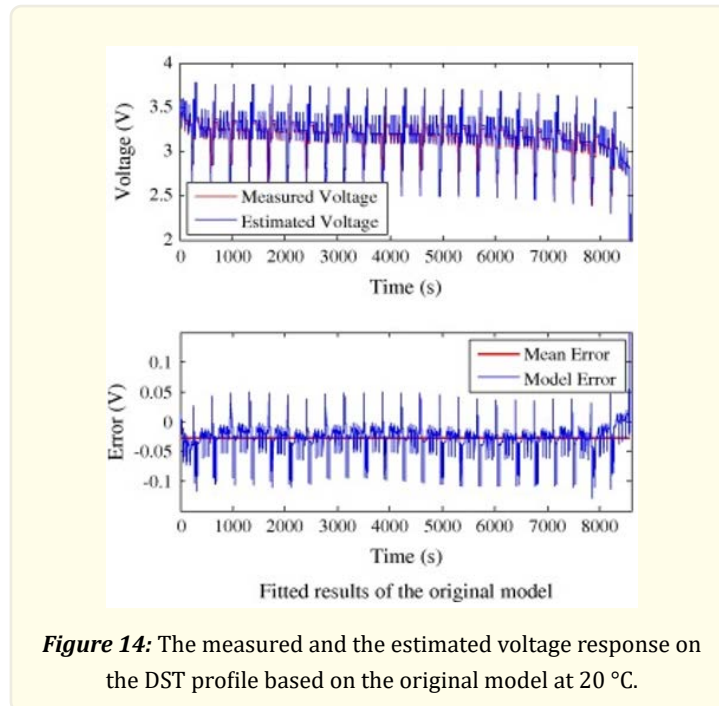 4
3.5
3
2.5
2
Voltage (V)
Measured Voltage
Estimated Voltage
0 1000 2000 3000 4000 5000 6000 7000 8000
Time (s)
0.1
0.05
0
-0.05
-0.1
Error (V)
Mean Error
Model Error
0 1000 2000 3000 4000 5000 6000 7000 8000
Time (s)
Fitted results of the original model
Figure 14: The measured and the estimated voltage response on
the DST profile based on the original model at 20 °C.